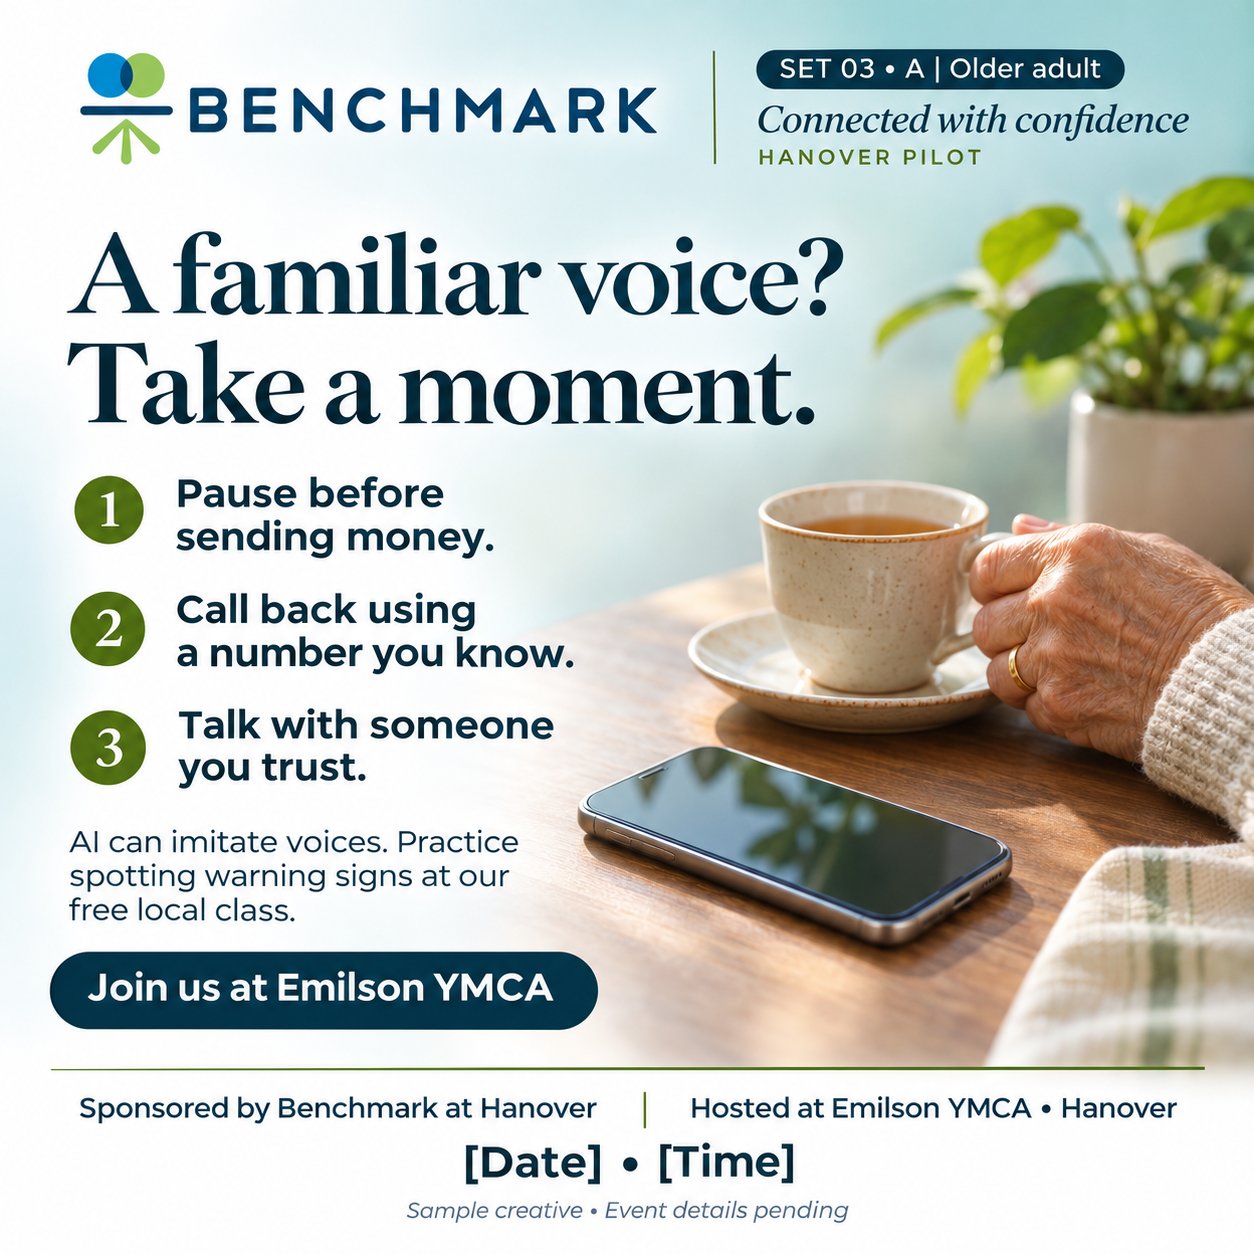 BENCHMARK
SET 03 • A | Older adult
Connected with confidence
HANOVER PILOT
A familiar voice?
Take a moment.
1 Pause before
sending money.
2 Call back using
a number you know.
3 Talk with someone
you trust.
AI can imitate voices. Practice
spotting warning signs at our
free local class.
Join us at Emilson YMCA
Sponsored by Benchmark at Hanover | Hosted at Emilson YMCA • Hanover
[Date] • [Time]
Sample creative • Event details pending